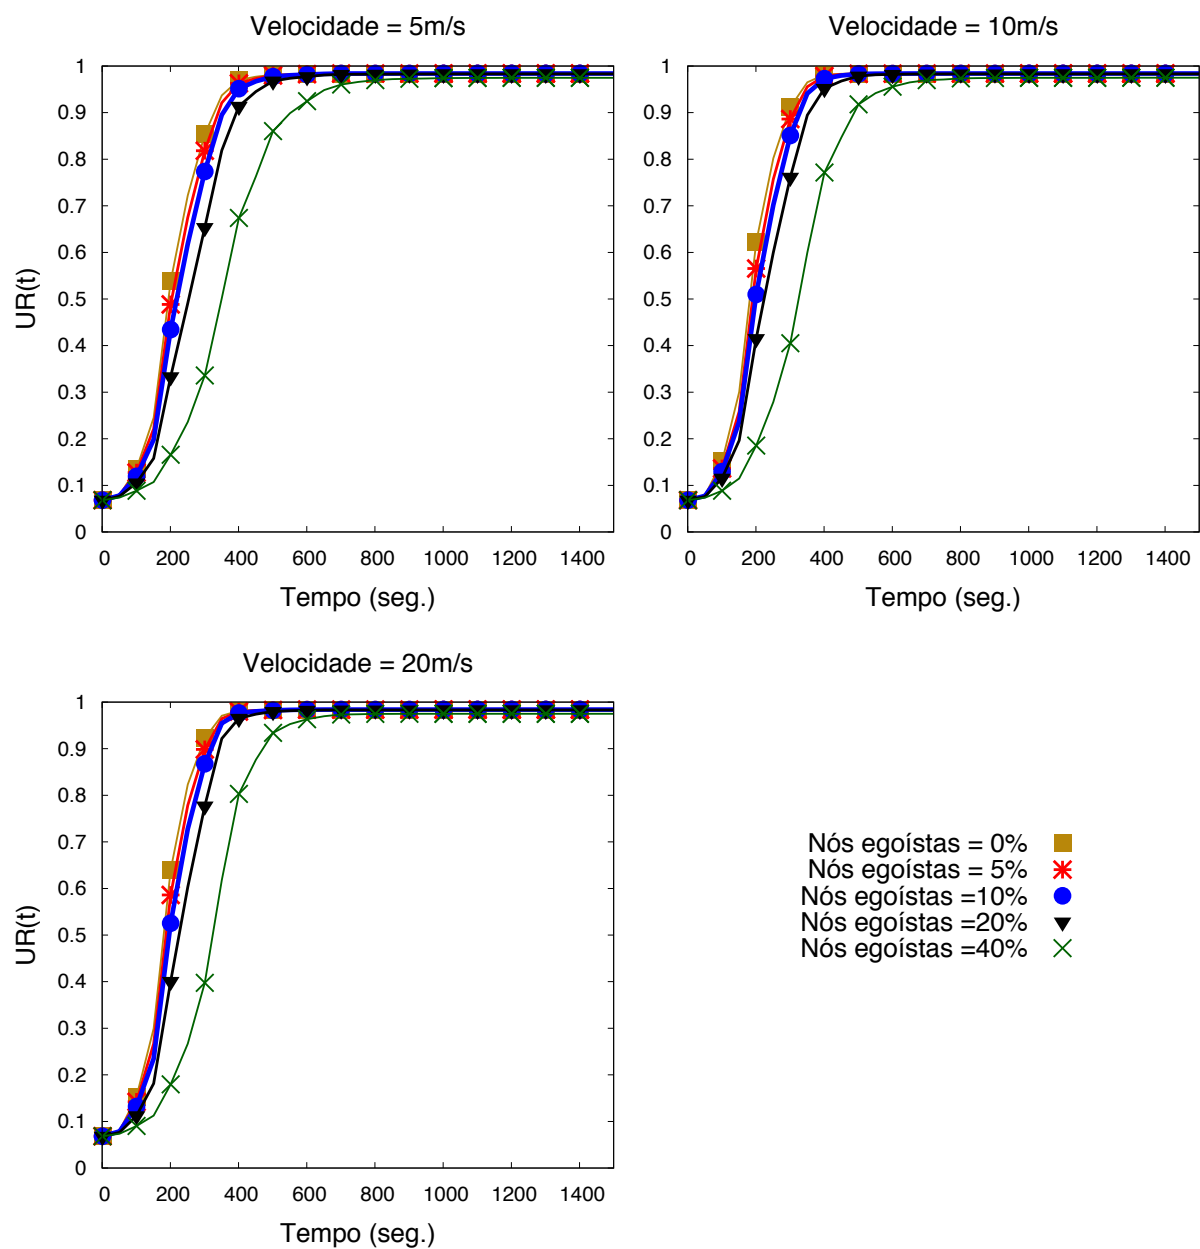 Velocidade = 5m/s
1
0.9
0.8
0.7
0.6
0.5
0.4
0.3
0.2
0.1
0
UR(t)
0 200 400 600 800 1000 1200 1400
Tempo (seg.)
Velocidade = 10m/s
1
0.9
0.8
0.7
0.6
0.5
0.4
0.3
0.2
0.1
0
0 200 400 600 800 1000 1200 1400
Tempo (seg.)
Velocidade = 20m/s
1
0.9
0.8
0.7
0.6
0.5
0.4
0.3
0.2
0.1
0
UR(t)
0 200 400 600 800 1000 1200 1400
Tempo (seg.)
Nós egoístas = 0%
Nós egoístas = 5%
Nós egoístas =10%
Nós egoístas =20%
Nós egoístas =40%